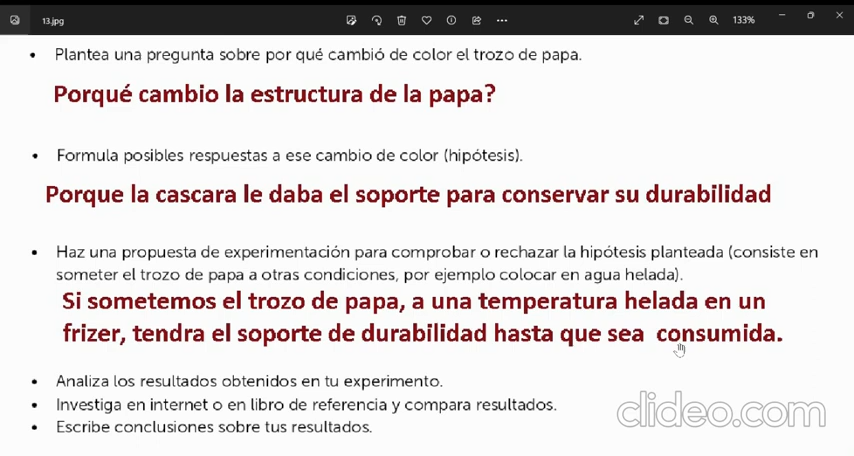 13.jpg
133%
• Plantea una pregunta sobre por qué cambió de color el trozo de papa.
Porqué cambio la estructura de la papa?
• Formula posibles respuestas a ese cambio de color (hipótesis).
Porque la cascara le daba el soporte para conservar su durabilidad
• Haz una propuesta de experimentación para comprobar o rechazar la hipótesis planteada (consiste en
someter el trozo de papa a otras condiciones, por ejemplo colocar en agua helada).
Si sometemos el trozo de papa, a una temperatura helada en un
frizer, tendra el soporte de durabilidad hasta que sea consumida.
• Analiza los resultados obtenidos en tu experimento.
• Investiga en internet o en libro de referencia y compara resultados.
• Escribe conclusiones sobre tus resultados.
clideo.com